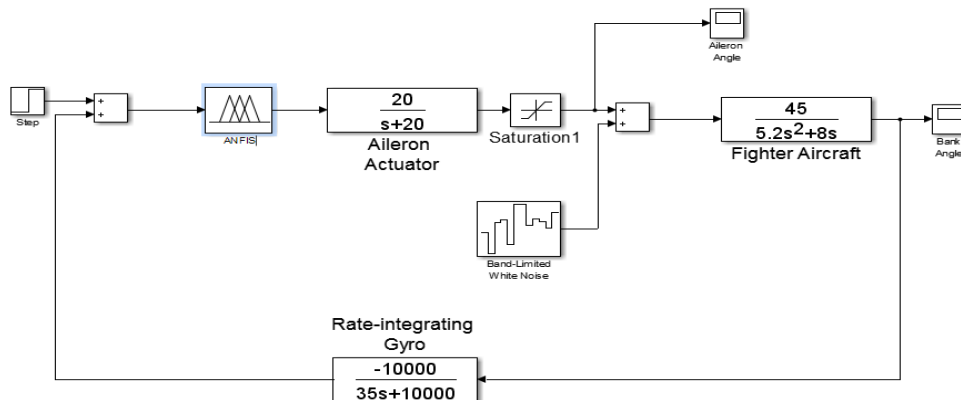 Aileron
Angle
Step
+
+
ANFIS
20
s+20
Aileron
Actuator
Saturation1
+
+
45
5.2s²+8s
Fighter Aircraft
Bank
Angle
Band-Limited
White Noise
Rate-integrating
Gyro
-10000
35s+10000